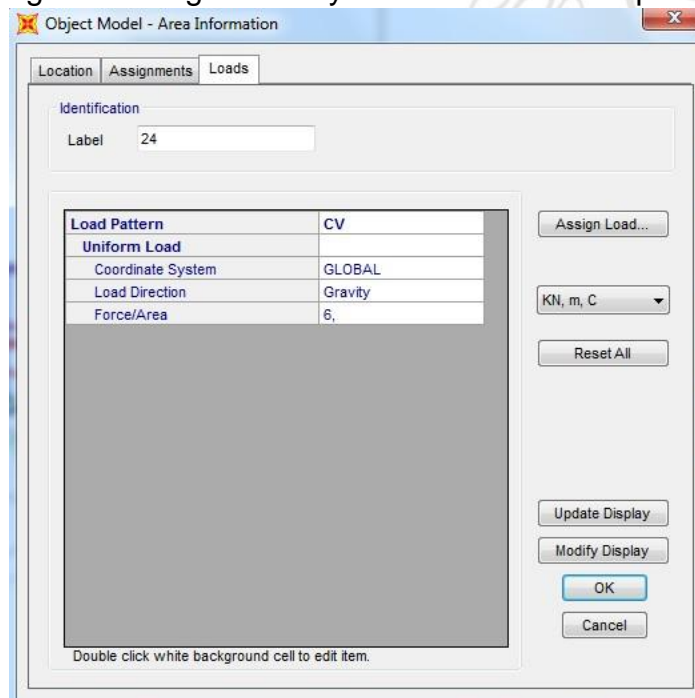 Object Model - Area Information
X
Location Assignments Loads
Identification
Label 24
Load Pattern CV
Uniform Load
Coordinate System GLOBAL
Load Direction Gravity
Force/Area 6,
Assign Load...
KN, m, C
Reset All
Update Display
Modify Display
OK
Cancel
Double click white background cell to edit item.